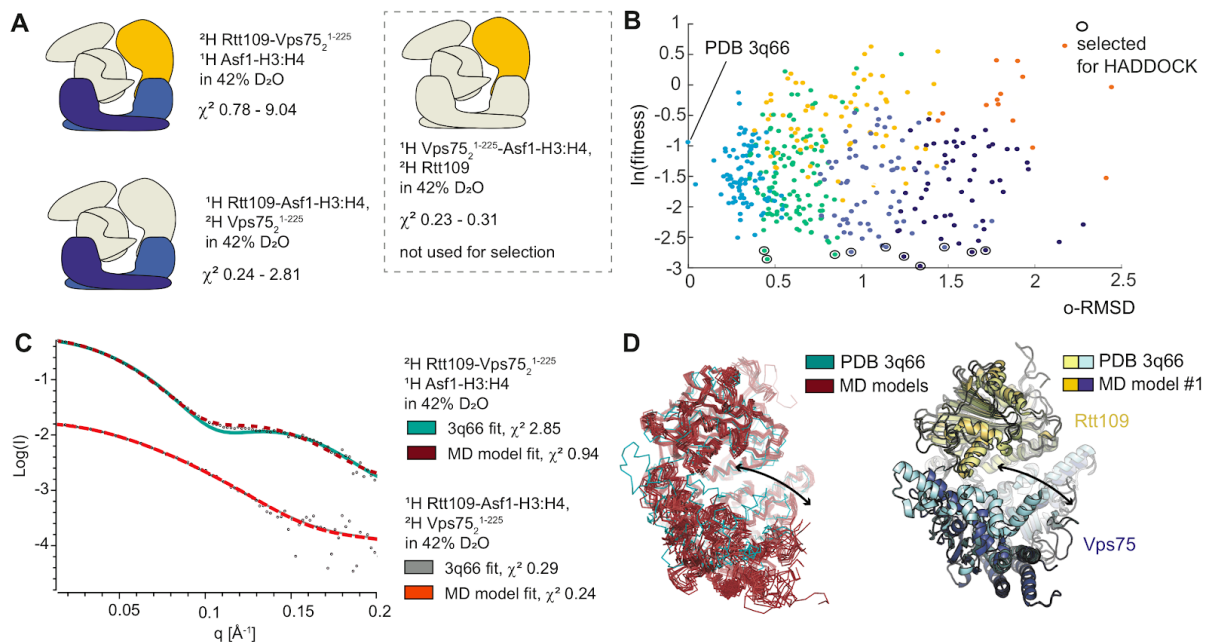 A
²H Rtt109-Vps75₂¹⁻²²⁵
¹H Asf1-H3:H4
in 42% D₂O
χ² 0.78 - 9.04
¹H Rtt109-Asf1-H3:H4,
²H Vps75₂¹⁻²²⁵
in 42% D₂O
χ² 0.24 - 2.81
¹H Vps75₂¹⁻²²⁵-Asf1-H3:H4,
²H Rtt109
in 42% D₂O
χ² 0.23 - 0.31
not used for selection
B
PDB 3q66
selected
for HADDOCK
ln(fitness)
1
0.5
0
-0.5
-1
-1.5
-2
-2.5
-3
0
0.5
1
1.5
2
2.5
o-RMSD
C
Log(I)
-1
-2
-3
-4
0.05
0.1
0.15
0.2
q [Å⁻¹]
²H Rtt109-Vps75₂¹⁻²²⁵
¹H Asf1-H3:H4
in 42% D₂O
3q66 fit, χ² 2.85
MD model fit, χ² 0.94
¹H Rtt109-Asf1-H3:H4,
²H Vps75₂¹⁻²²⁵
in 42% D₂O
3q66 fit, χ² 0.29
MD model fit, χ² 0.24
D
PDB 3q66
MD models
PDB 3q66
MD model #1
Rtt109
Vps75